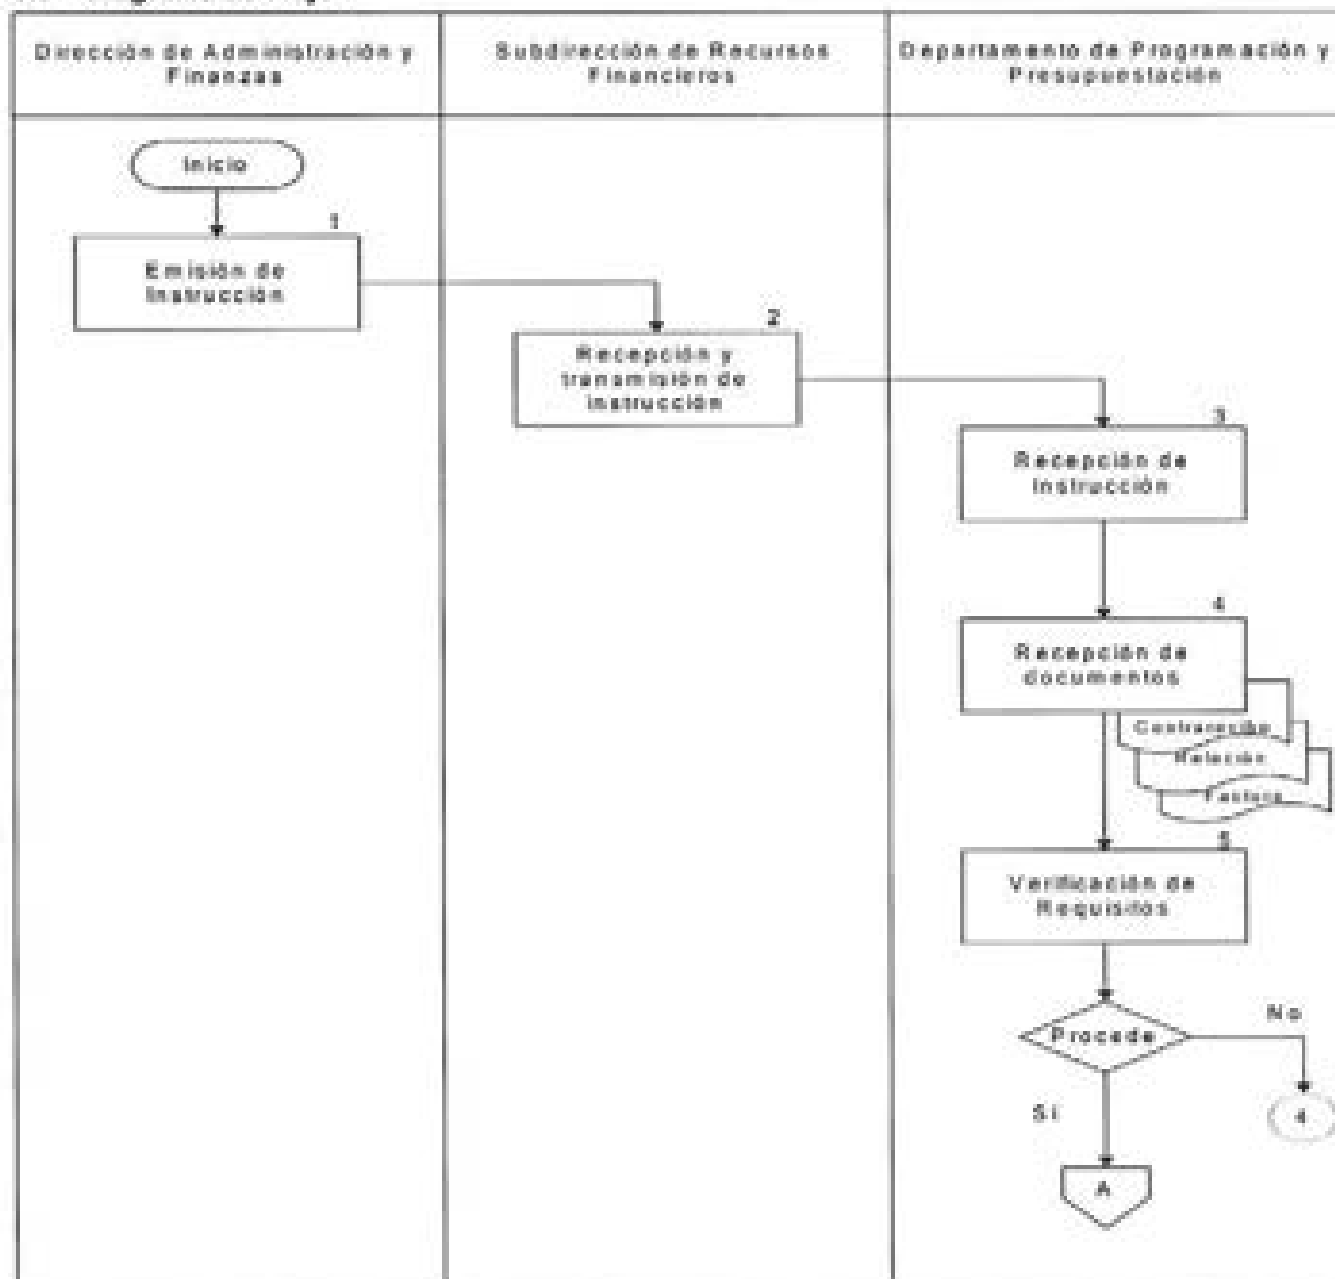 Dirección de Administración y
Finanzas
Subdirección de Recursos
Financieros
Departamento de Programación y
Presupuestación
Inicio
1
Emisión de
Instrucción
2
Recepción y
transmisión de
instrucción
3
Recepción de
Instrucción
4
Recepción de
documentos
Contrarecibo
Relación
Factura
5
Verificación de
Requisitos
Procede
No
Si
4
A